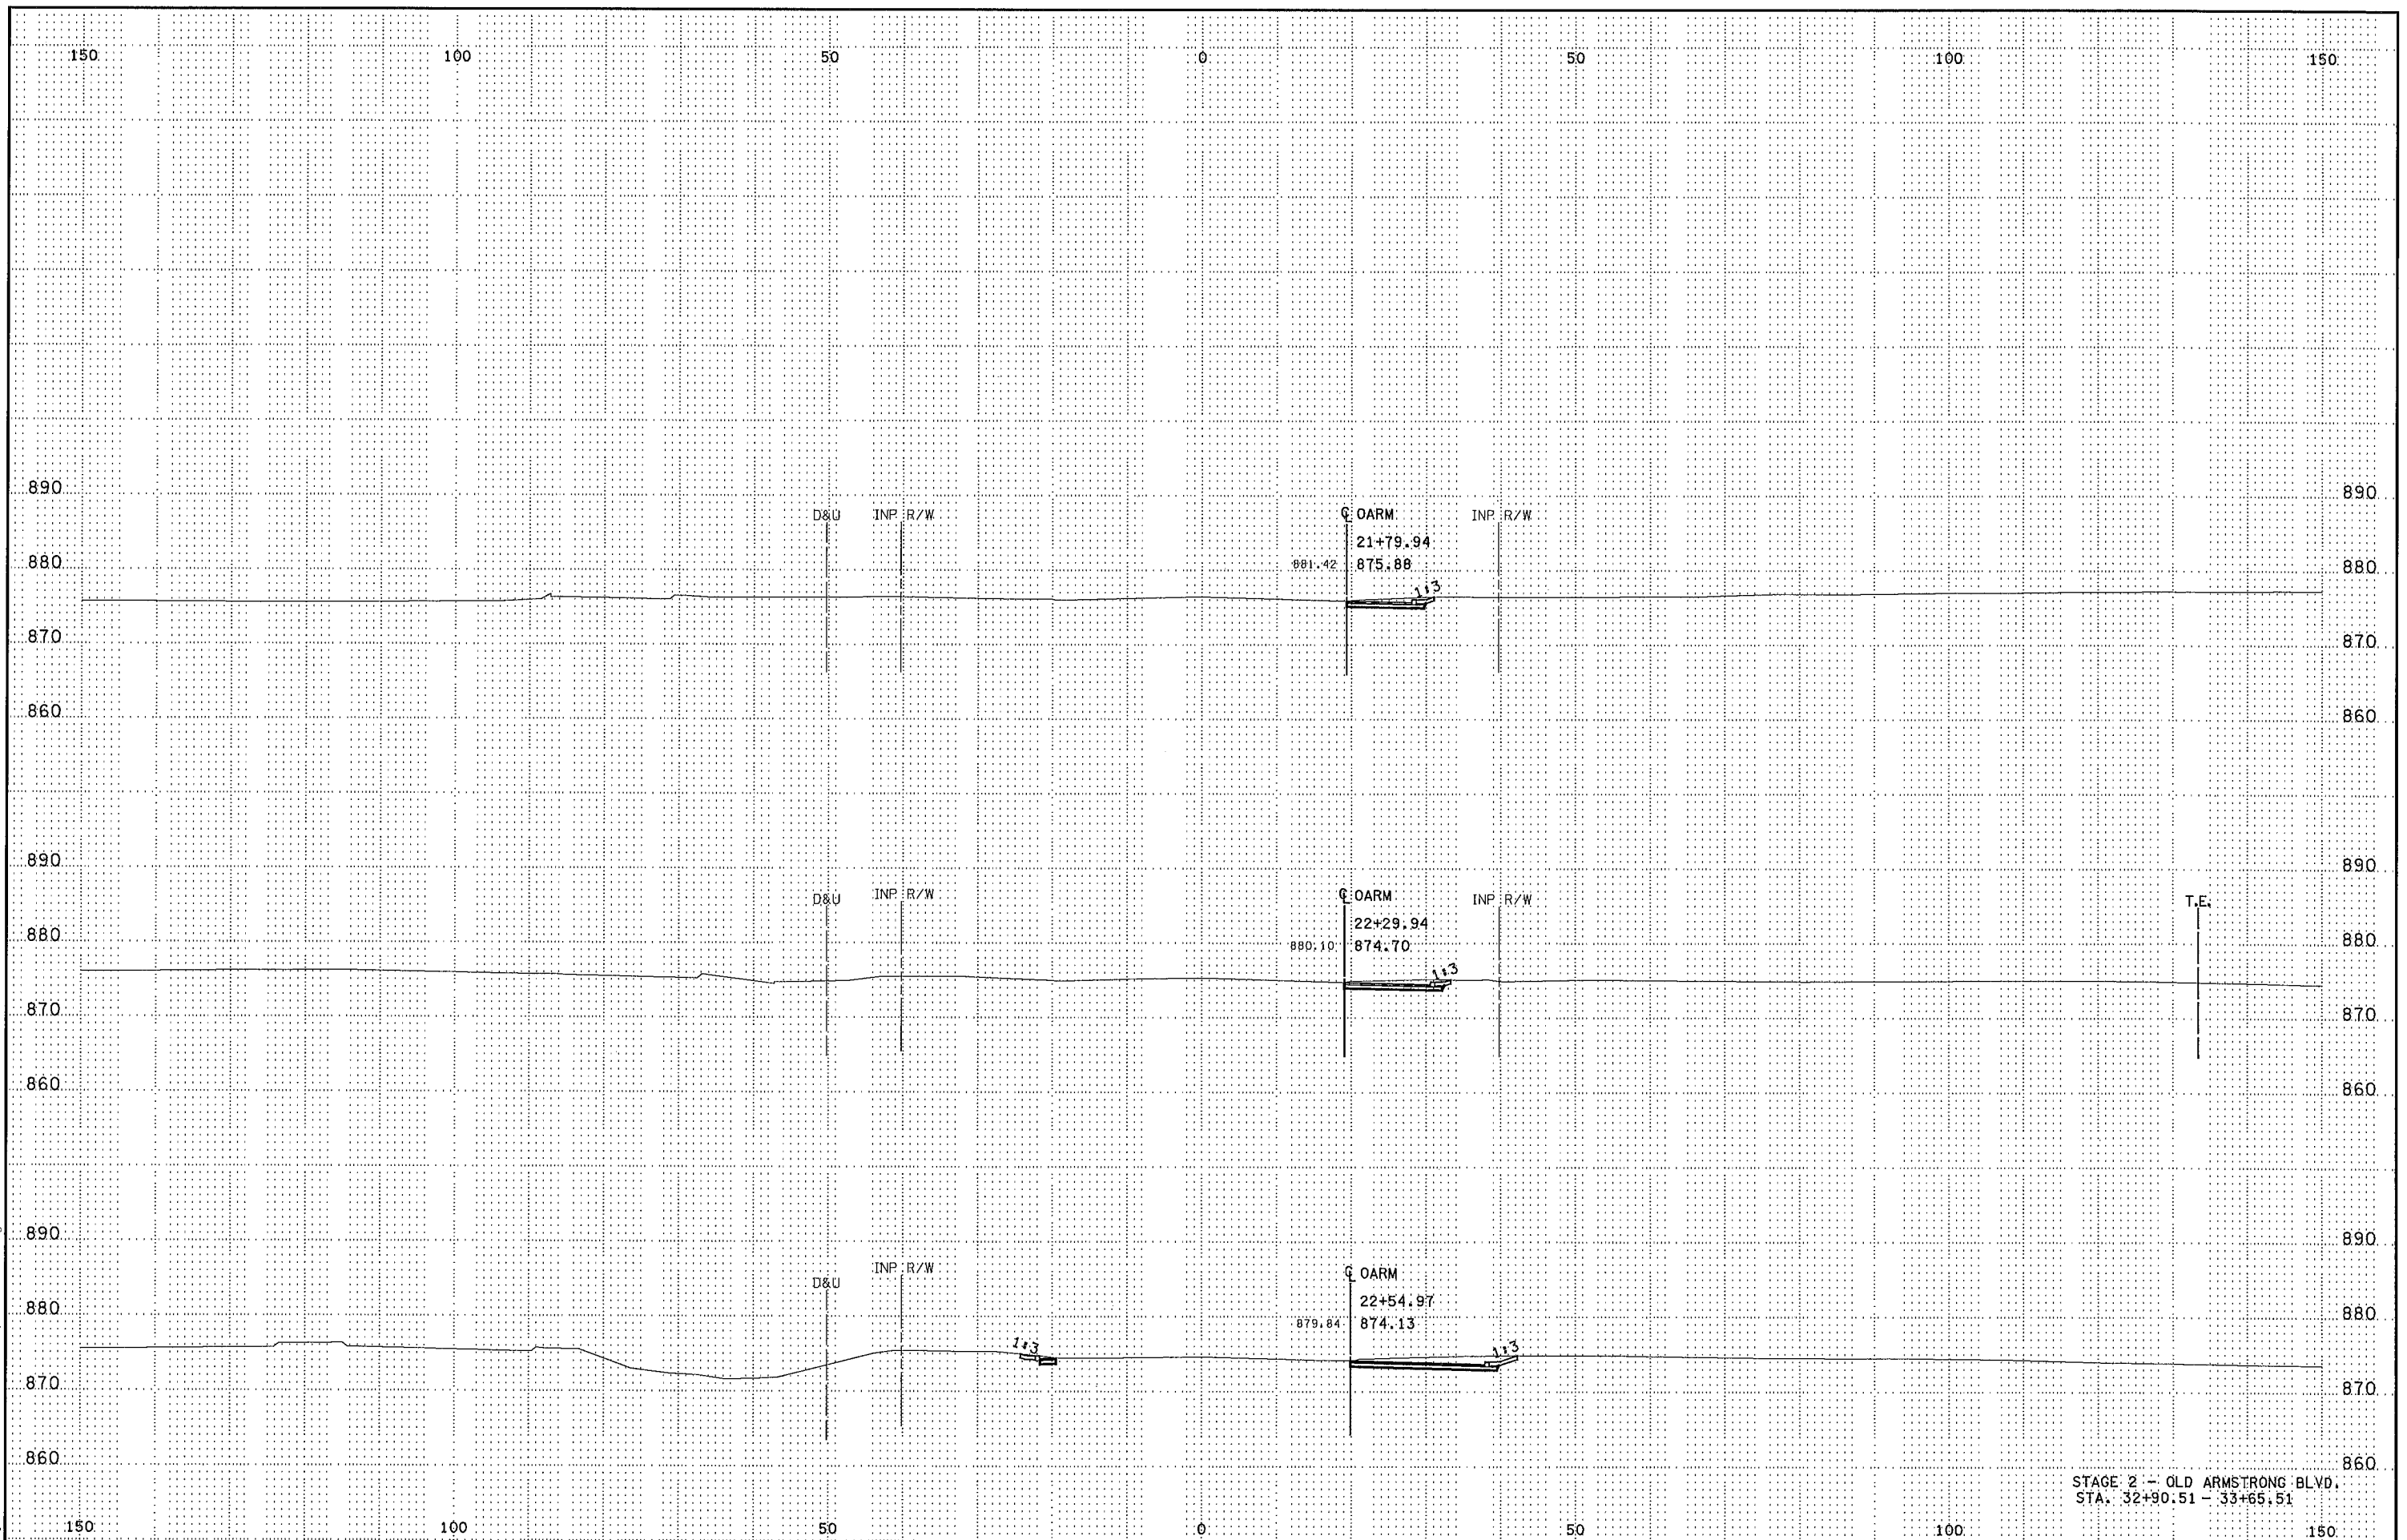 150 100 50 0 50 100 150
890 890
D&U INP R/W ℄ OARM INP R/W
21+79.94
880 881.42 875.88 880
1:3
870 870
860 860
890 890
D&U INP R/W ℄ OARM INP R/W T.E.
22+29.94
880 880.10 874.70 880
1:3
870 870
860 860
890 890
D&U INP R/W ℄ OARM
22+54.97
880 879.84 874.13 880
1:3 1:3
870 870
860 860
STAGE 2 - OLD ARMSTRONG BLVD.
STA. 32+90.51 - 33+65.51
150 100 50 0 50 100 150